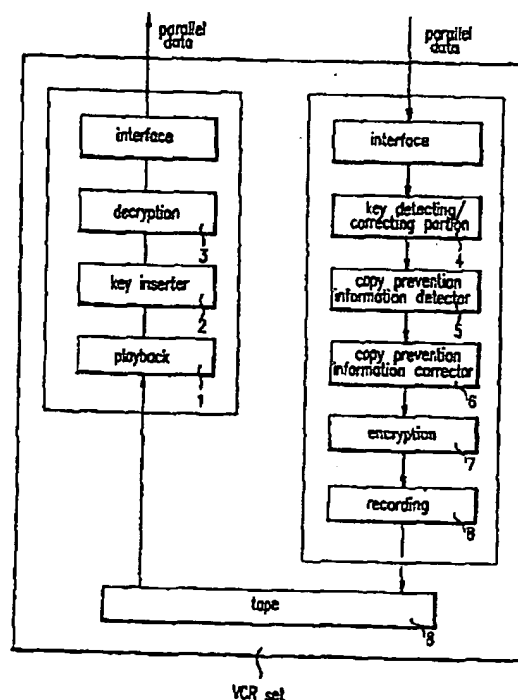 parallel
data
interface
decryption
3
key inserter
2
playback
1
parallel
data
interface
key detecting/
correcting portion
4
copy prevention
information detector
5
copy prevention
information corrector
6
encryption
7
recording
8
tape
8
VCR set